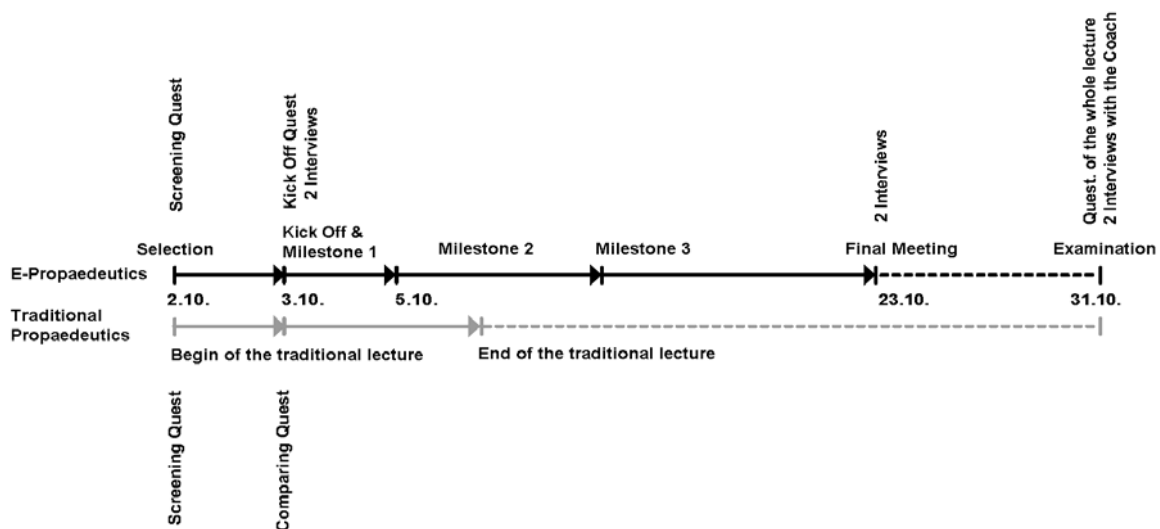 Screening Quest
Kick Off Quest
2 Interviews
2 Interviews
Quest. of the whole lecture
2 Interviews with the Coach
Selection
Kick Off &
Milestone 1
Milestone 2
Milestone 3
Final Meeting
Examination
E-Propaedeutics
2.10.
3.10.
5.10.
23.10.
31.10.
Traditional
Propaedeutics
Begin of the traditional lecture
End of the traditional lecture
Screening Quest
Comparing Quest